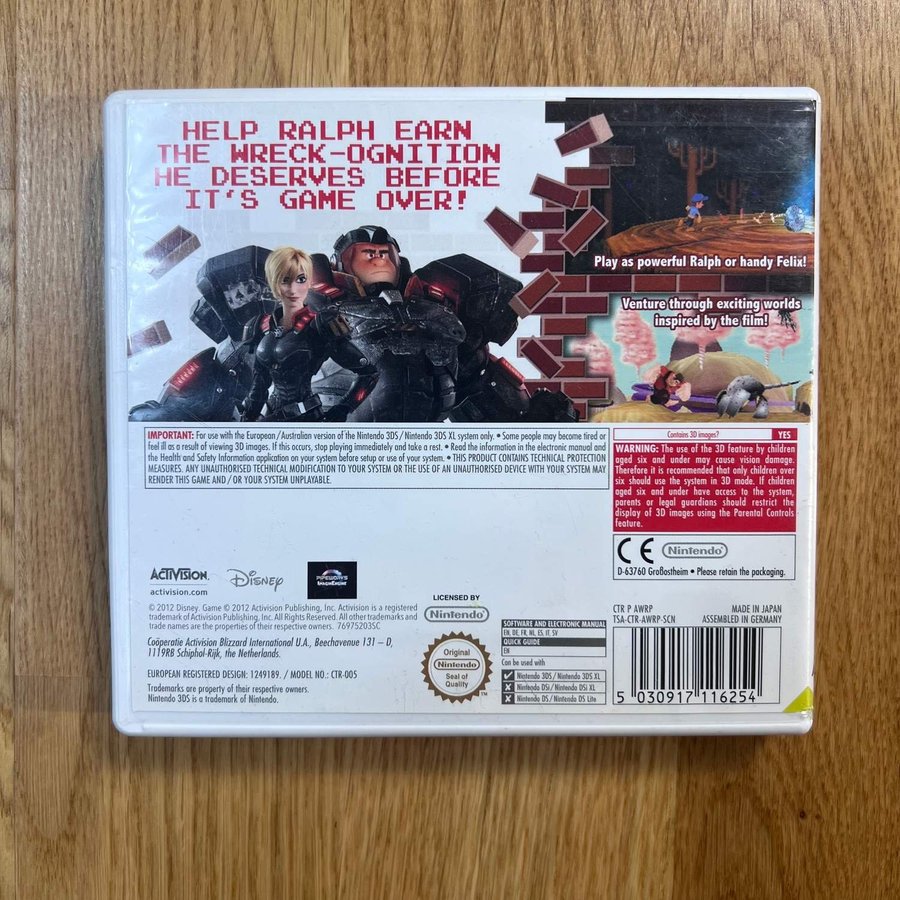 HELP RALPH EARN
THE WRECK-OGNITION
HE DESERVES BEFORE
IT'S GAME OVER!
Play as powerful Ralph or handy Felix!
Venture through exciting worlds
inspired by the film!
IMPORTANT: For use with the European/Australian version of the Nintendo 3DS/Nintendo 3DS XL system only. • Some people may become tired or
feel ill as a result of viewing 3D images. If this occurs, stop playing immediately and take a rest. • Read the information in the electronic manual and
the Health and Safety Information application on your system before setup or use of your system. • THIS PRODUCT CONTAINS TECHNICAL PROTECTION
MEASURES. ANY UNAUTHORISED TECHNICAL MODIFICATION TO YOUR SYSTEM OR THE USE OF AN UNAUTHORISED DEVICE WITH YOUR SYSTEM MAY
RENDER THIS GAME AND/OR YOUR SYSTEM UNPLAYABLE.
Contains 3D images? YES
WARNING: The use of the 3D feature by children
aged six and under may cause vision damage.
Therefore it is recommended that only children over
six should use the system in 3D mode. If children
aged six and under have access to the system,
parents or legal guardians should restrict the
display of 3D images using the Parental Controls
feature.
CE Nintendo
D-63760 Großostheim • Please retain the packaging.
ACTIVISION.
activision.com
Disney
PIPEWORKS
IMAGINENGINE
© 2012 Disney. Game © 2012 Activision Publishing, Inc. Activision is a registered
trademark of Activision Publishing, Inc. All Rights Reserved. All other trademarks and
trade names are the properties of their respective owners. 76975203SC
Coöperatie Activision Blizzard International U.A., Beechavenue 131 – D,
1119RB Schiphol-Rijk, the Netherlands.
EUROPEAN REGISTERED DESIGN: 1249189. / MODEL NO.: CTR-005
Trademarks are property of their respective owners.
Nintendo 3DS is a trademark of Nintendo.
LICENSED BY
Nintendo
Original
Nintendo
Seal of
Quality
TM
SOFTWARE AND ELECTRONIC MANUAL
EN, DE, FR, NL, ES, IT, SV
QUICK GUIDE
EN
Can be used with
Nintendo 3DS/Nintendo 3DS XL
Nintendo DSi/Nintendo DSi XL
Nintendo DS/Nintendo DS Lite
CTR P AWRP
TSA-CTR-AWRP-SCN
MADE IN JAPAN
ASSEMBLED IN GERMANY
5 030917 116254